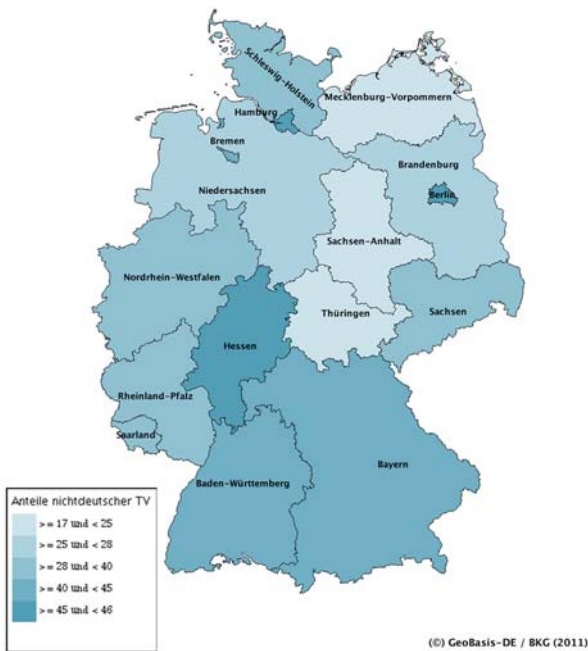 Schleswig-Holstein
Mecklenburg-Vorpommern
Hamburg
Bremen
Brandenburg
Berlin
Niedersachsen
Sachsen-Anhalt
Nordrhein-Westfalen
Thüringen
Sachsen
Hessen
Rheinland-Pfalz
Saarland
Bayern
Baden-Württemberg
Anteile nichtdeutscher TV
>= 17 und < 25
>= 25 und < 28
>= 28 und < 40
>= 40 und < 45
>= 45 und < 46
(©) GeoBasis-DE / BKG (2011)